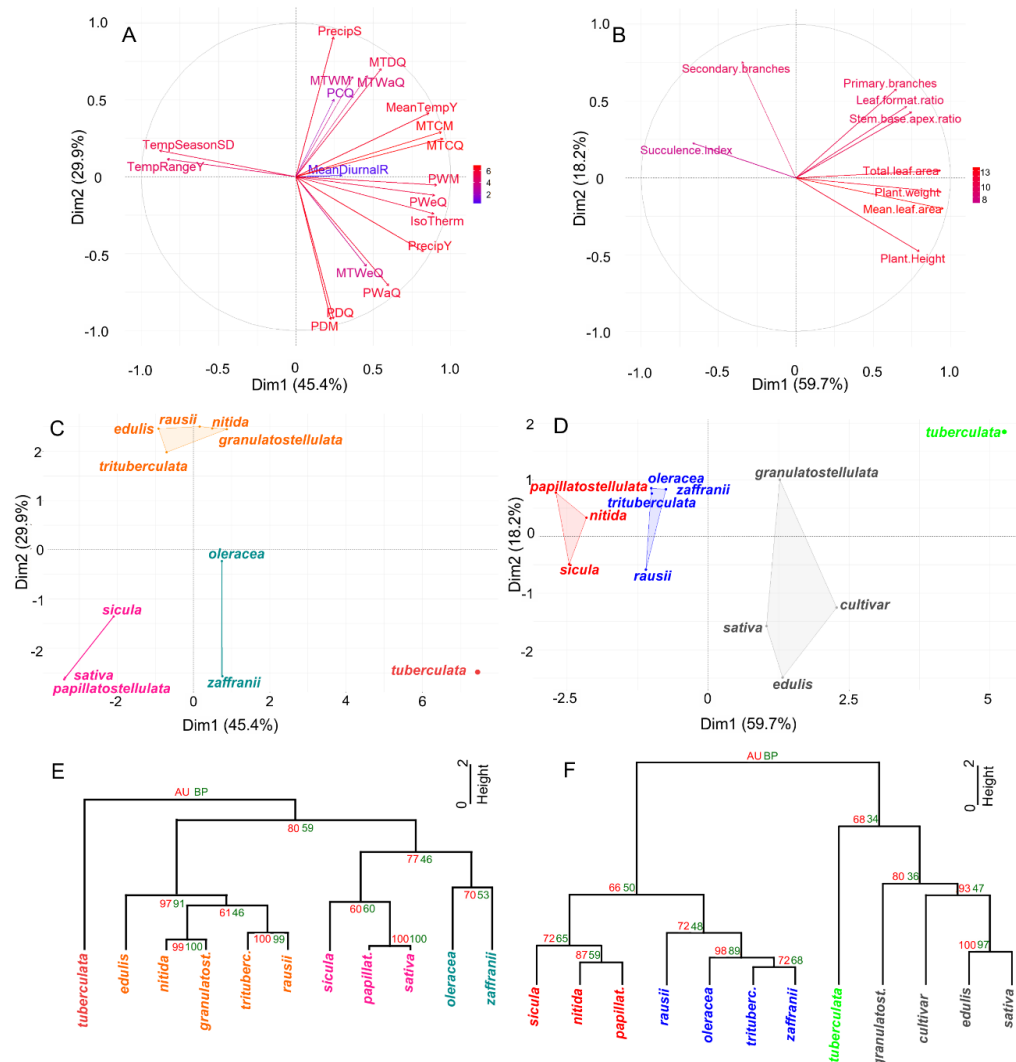 A
PrecipS
MTDQ
MTWM
MTWaQ
PCQ
MeanTempY
MTCM
MTCQ
TempSeasonSD
TempRangeY
MeanDiurnalR
PWM
PWeQ
IsoTherm
PrecipY
MTWeQ
PWaQ
PDQ
PDM
1.0
0.5
0
-0.5
-1.0
Dim2 (29.9%)
-1.0 -0.5 0 0.5 1.0
Dim1 (45.4%)
6
4
2
B
Secondary.branches
Primary.branches
Leaf.format.ratio
Stem.base.apex.ratio
Succulence.index
Total.leaf.area
Plant.weight
Mean.leaf.area
Plant.Height
1.0
0.5
0
-0.5
-1.0
Dim2 (18.2%)
-1.0 -0.5 0 0.5 1.0
Dim1 (59.7%)
13
10
8
C
rausii
nitida
edulis
granulatostellulata
trituberculata
oleracea
sicula
sativa
papillatostellulata
zaffranii
tuberculata
2
1
0
-1
-2
Dim2 (29.9%)
-2 0 2 4 6
Dim1 (45.4%)
D
tuberculata
granulatostellulata
oleracea
papillatostellulata
zaffranii
trituberculata
nitida
sicula
rausii
cultivar
sativa
edulis
2
1
0
-1
-2
Dim2 (18.2%)
-2.5 0 2.5 5.0
Dim1 (59.7%)
E
AU BP
0 2
Height
80 59
77 46
97 91
61 46
60 60
70 53
99 100
100 99
100 100
tuberculata
edulis
nitida
granulatost.
trituberc.
rausii
sicula
papillat.
sativa
oleracea
zaffranii
F
AU BP
0 2
Height
68 34
66 50
80 36
93 47
72 65
72 48
87 59
98 89
72 68
100 97
sicula
nitida
papillat.
rausii
oleracea
trituberc.
zaffranii
tuberculata
granulatost.
cultivar
edulis
sativa